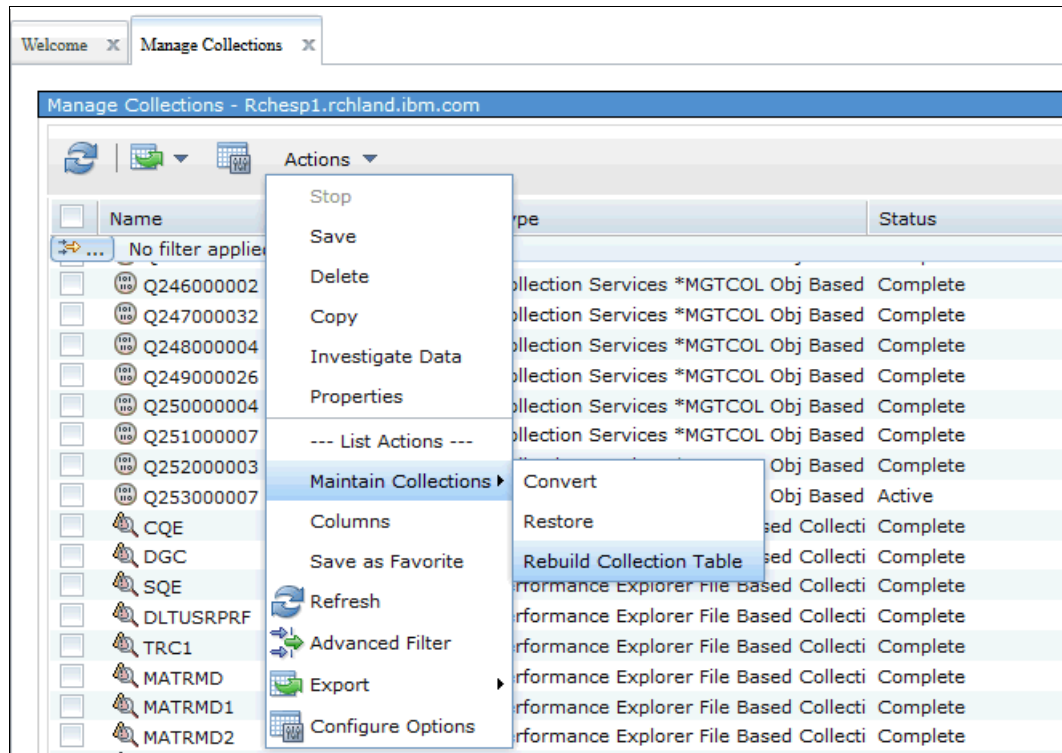 Welcome X Manage Collections X
Manage Collections - Rchesp1.rchland.ibm.com
Actions
Name ype Status
... No filter applie
Q246000002 ollection Services *MGTCOL Obj Based Complete
Q247000032 ollection Services *MGTCOL Obj Based Complete
Q248000004 ollection Services *MGTCOL Obj Based Complete
Q249000026 ollection Services *MGTCOL Obj Based Complete
Q250000004 ollection Services *MGTCOL Obj Based Complete
Q251000007 ollection Services *MGTCOL Obj Based Complete
Q252000003 Obj Based Complete
Q253000007 Obj Based Active
CQE sed Collecti Complete
DGC sed Collecti Complete
SQE rformance Explorer File Based Collecti Complete
DLTUSRPRF rformance Explorer File Based Collecti Complete
TRC1 rformance Explorer File Based Collecti Complete
MATRMD rformance Explorer File Based Collecti Complete
MATRMD1 rformance Explorer File Based Collecti Complete
MATRMD2 rformance Explorer File Based Collecti Complete
Stop
Save
Delete
Copy
Investigate Data
Properties
--- List Actions ---
Maintain Collections
Columns
Save as Favorite
Refresh
Advanced Filter
Export
Configure Options
Convert
Restore
Rebuild Collection Table